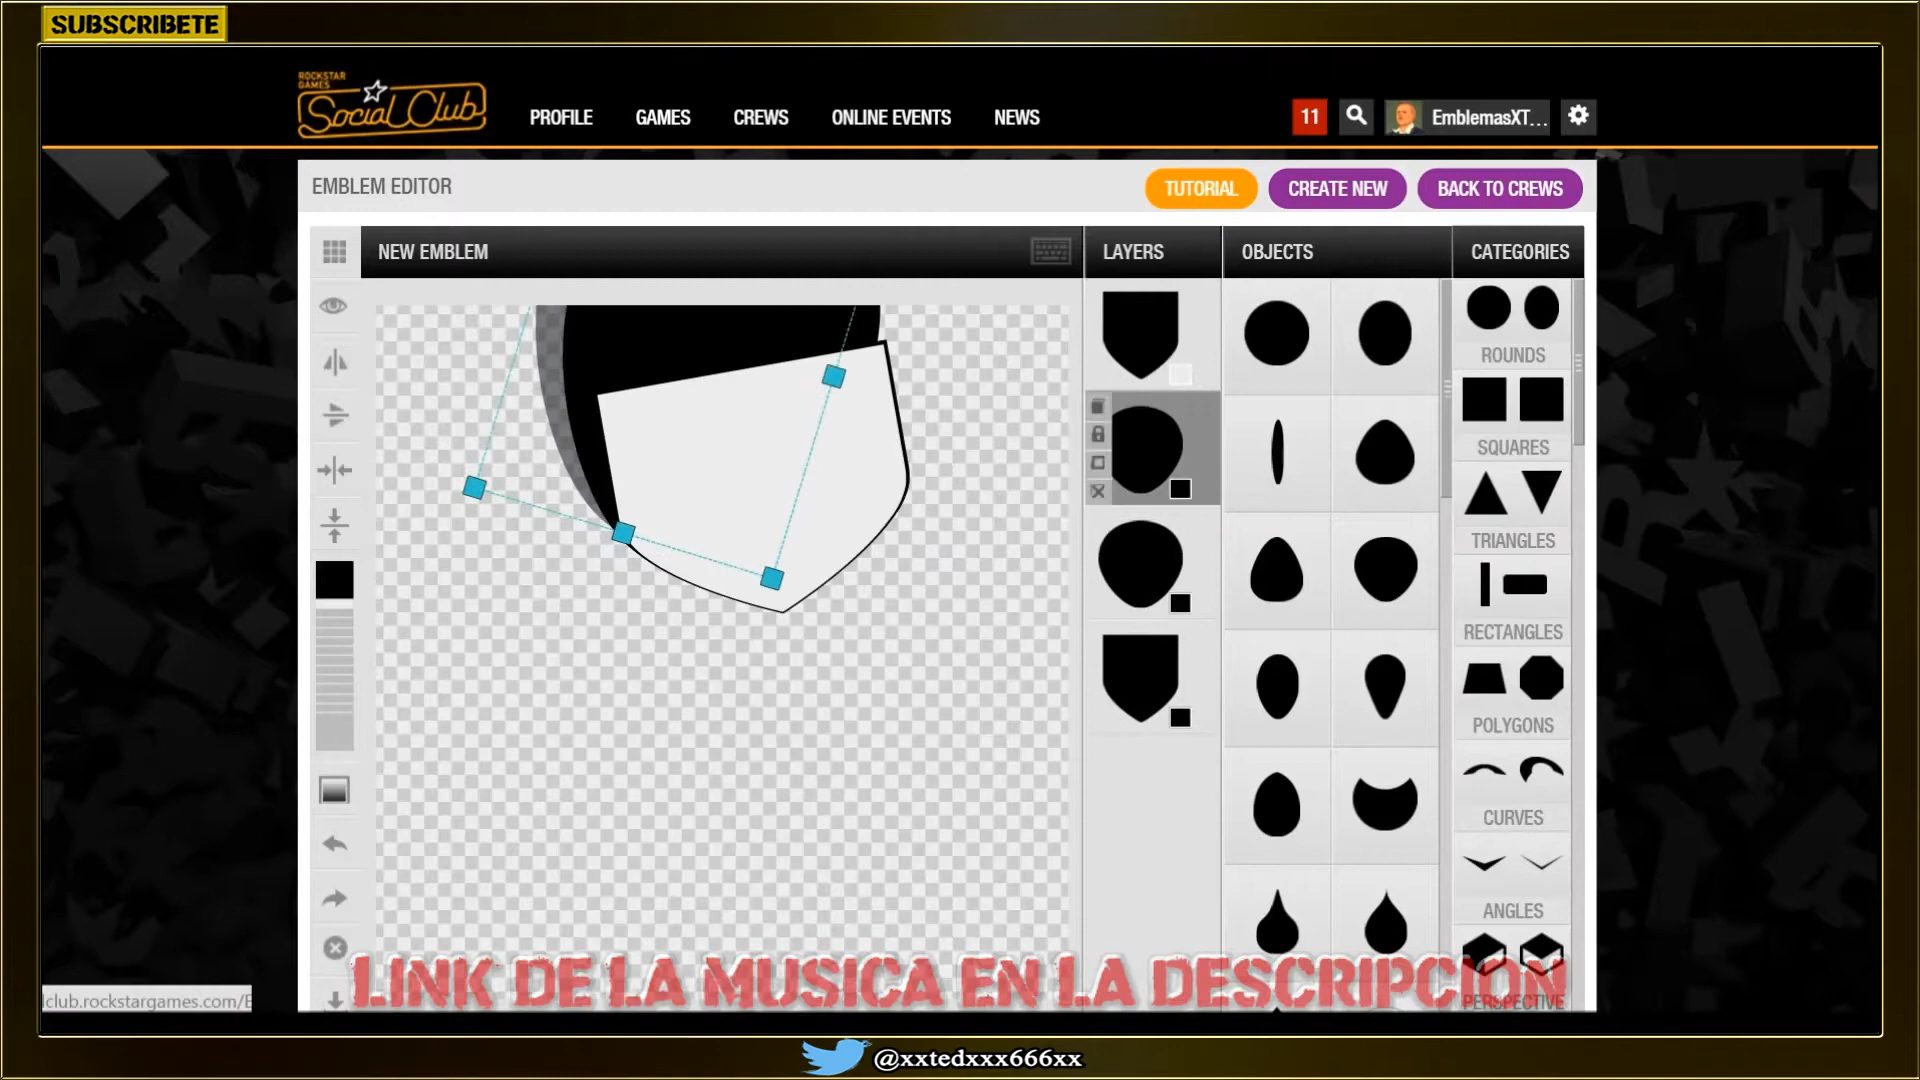 SUBSCRIBETE
ROCKSTAR
GAMES
Social Club
PROFILE
GAMES
CREWS
ONLINE EVENTS
NEWS
11
EmblemasXT...
EMBLEM EDITOR
TUTORIAL
CREATE NEW
BACK TO CREWS
NEW EMBLEM
LAYERS
OBJECTS
CATEGORIES
ROUNDS
SQUARES
TRIANGLES
RECTANGLES
POLYGONS
CURVES
ANGLES
PERSPECTIVE
LINK DE LA MUSICA EN LA DESCRIPCION
lclub.rockstargames.com/E
@xxtedxxx666xx